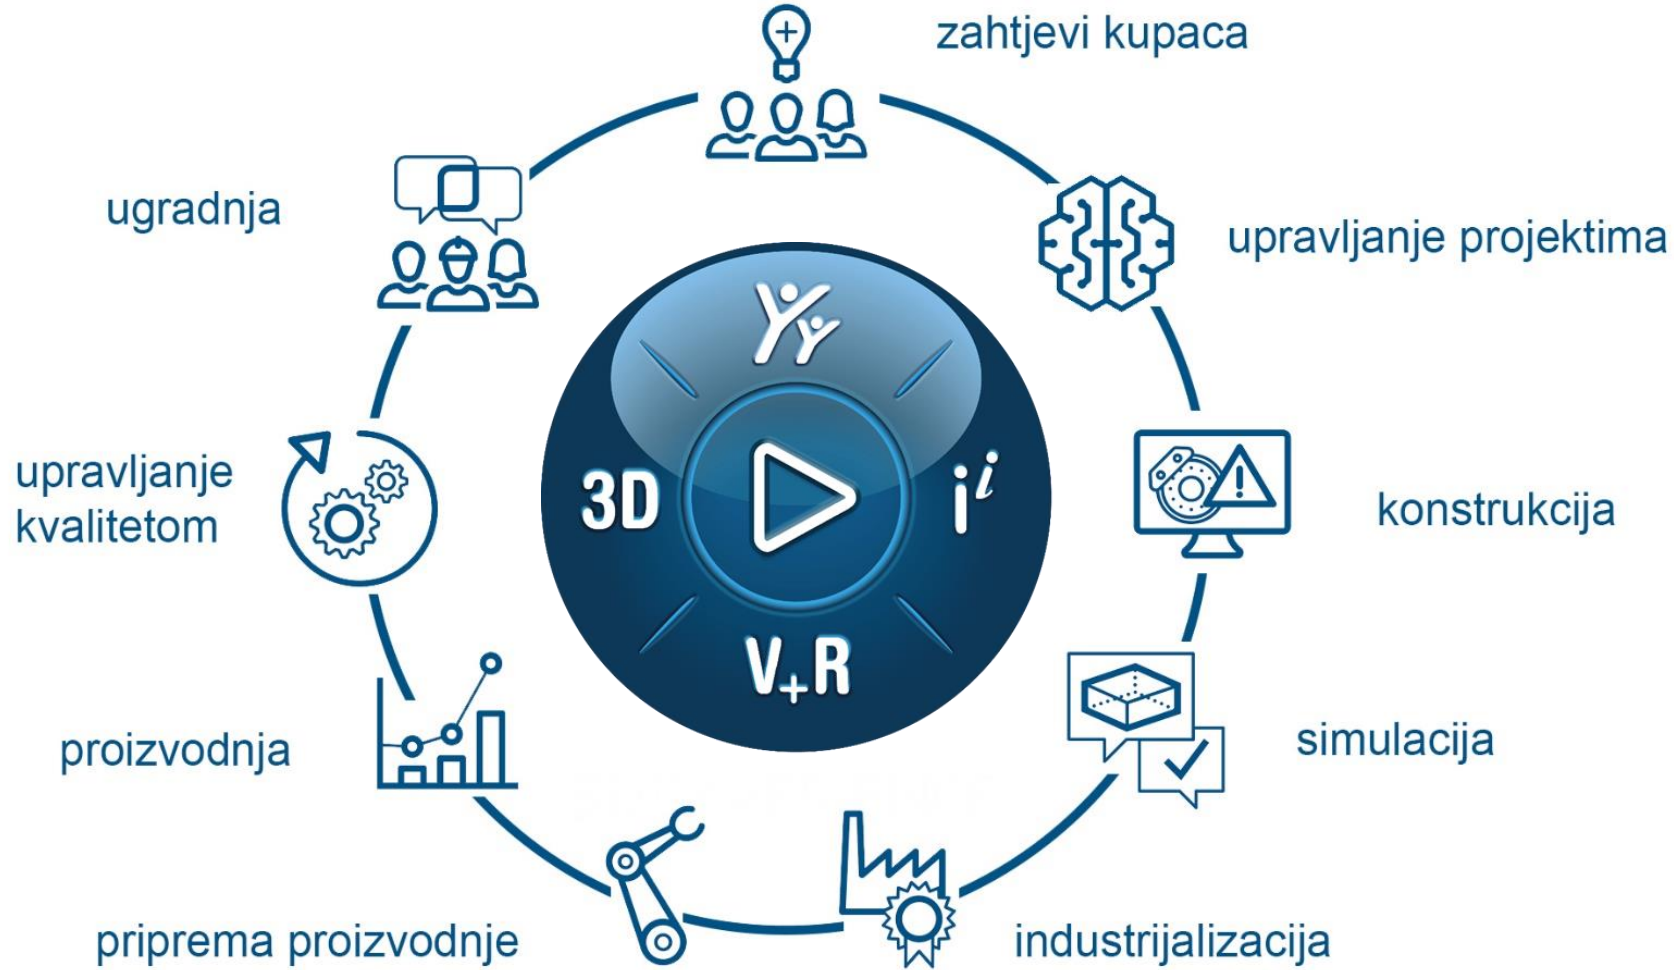 zahtjevi kupaca
ugradnja
upravljanje projektima
upravljanje
kvalitetom
3D
i i
konstrukcija
V+R
proizvodnja
simulacija
priprema proizvodnje
industrijalizacija